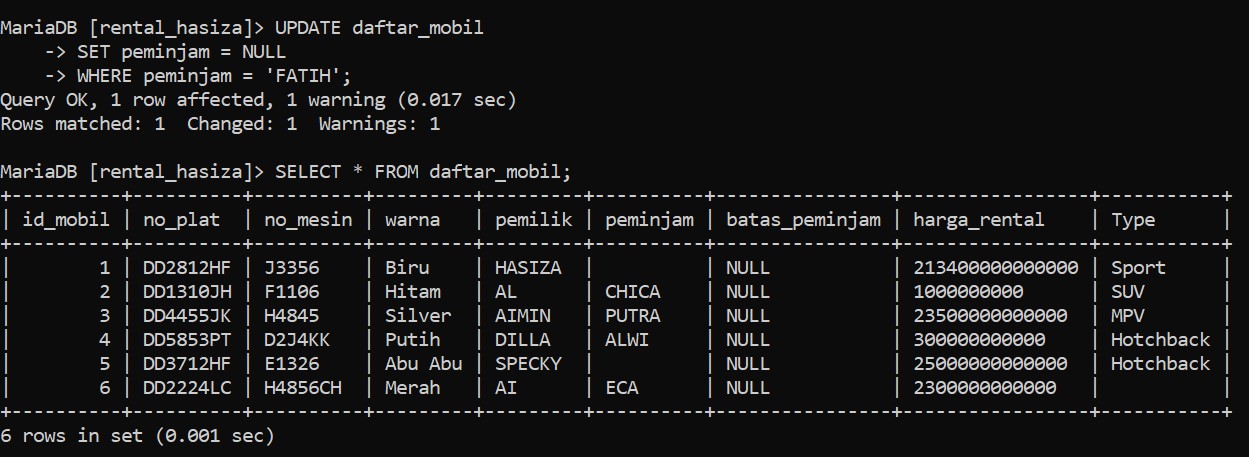 MariaDB [rental_hasiza]> UPDATE daftar_mobil
    -> SET peminjam = NULL
    -> WHERE peminjam = 'FATIH';
Query OK, 1 row affected, 1 warning (0.017 sec)
Rows matched: 1  Changed: 1  Warnings: 1

MariaDB [rental_hasiza]> SELECT * FROM daftar_mobil;
+----------+----------+----------+---------+---------+----------+----------------+-----------------+-----------+
| id_mobil | no_plat  | no_mesin | warna   | pemilik | peminjam | batas_peminjam | harga_rental    | Type      |
+----------+----------+----------+---------+---------+----------+----------------+-----------------+-----------+
|        1 | DD2812HF | J3356    | Biru    | HASIZA  |          | NULL           | 213400000000000 | Sport     |
|        2 | DD1310JH | F1106    | Hitam   | AL      | CHICA    | NULL           | 1000000000      | SUV       |
|        3 | DD4455JK | H4845    | Silver  | AIMIN   | PUTRA    | NULL           | 23500000000000  | MPV       |
|        4 | DD5853PT | D2J4KK   | Putih   | DILLA   | ALWI     | NULL           | 300000000000    | Hotchback |
|        5 | DD3712HF | E1326    | Abu Abu | SPECKY  |          | NULL           | 25000000000000  | Hotchback |
|        6 | DD2224LC | H4856CH  | Merah   | AI      | ECA      | NULL           | 2300000000000   |           |
+----------+----------+----------+---------+---------+----------+----------------+-----------------+-----------+
6 rows in set (0.001 sec)